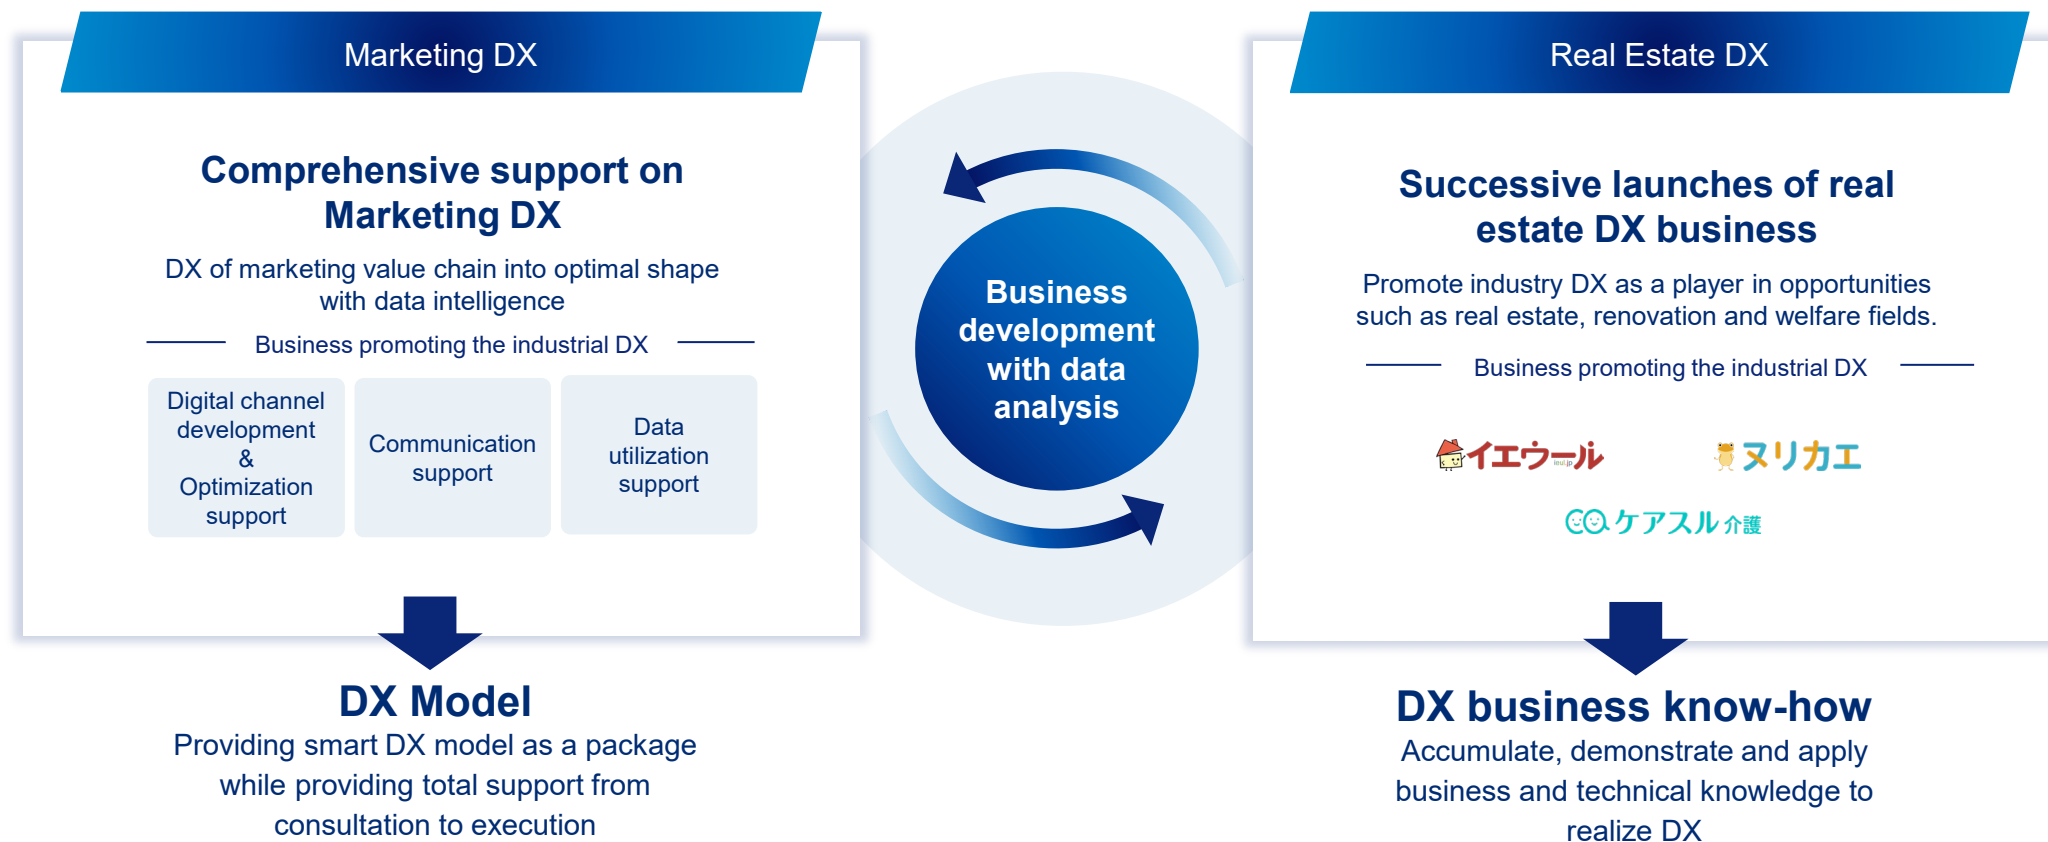 Marketing DX
Comprehensive support on
Marketing DX
DX of marketing value chain into optimal shape
with data intelligence
Business promoting the industrial DX
Digital channel
development
&
Optimization
support
Communication
support
Data
utilization
support
DX Model
Providing smart DX model as a package
while providing total support from
consultation to execution
Business
development
with data
analysis
Real Estate DX
Successive launches of real
estate DX business
Promote industry DX as a player in opportunities
such as real estate, renovation and welfare fields.
Business promoting the industrial DX
イエウール
ieul.jp
ヌリカエ
ケアスル 介護
DX business know-how
Accumulate, demonstrate and apply
business and technical knowledge to
realize DX